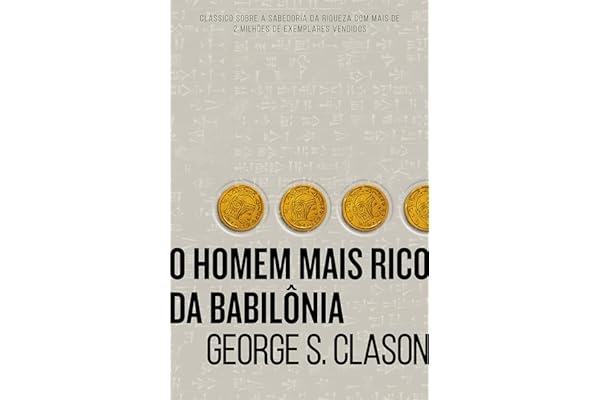 CLÁSSICO SOBRE A SABEDORIA DA RIQUEZA COM MAIS DE
2 MILHÕES DE EXEMPLARES VENDIDOS
O HOMEM MAIS RICO
DA BABILÔNIA
GEORGE S. CLASON